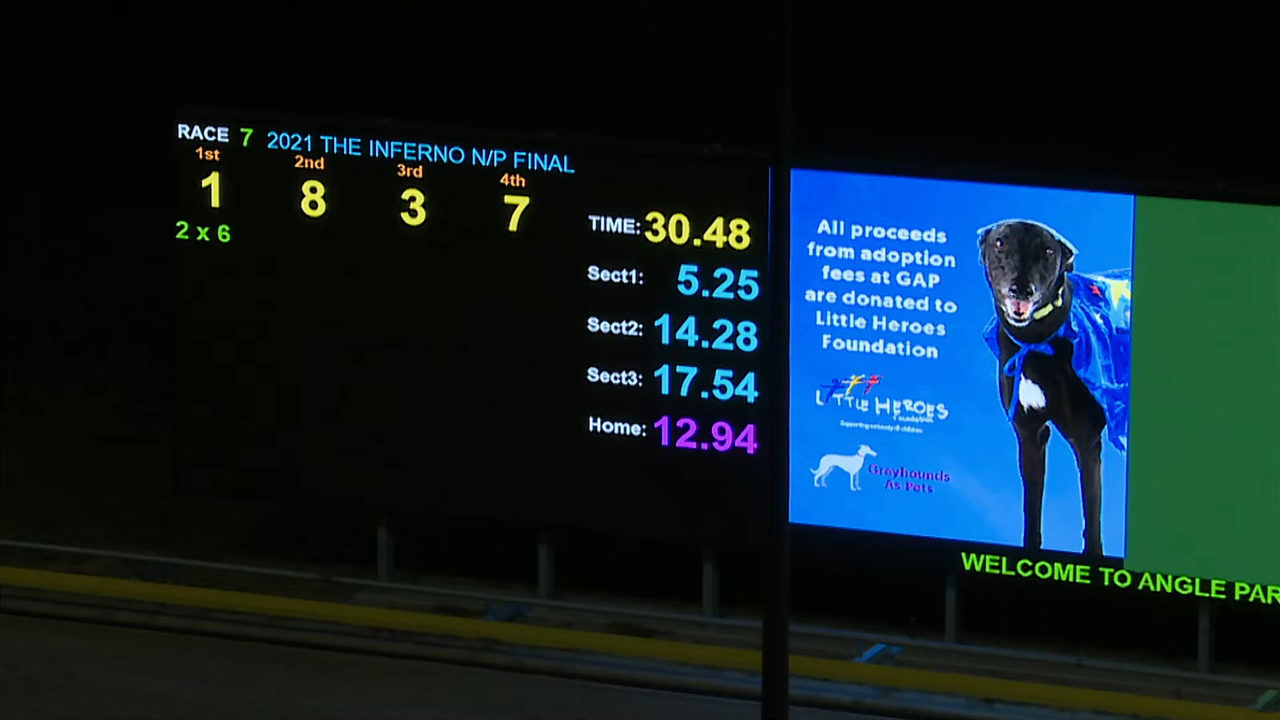 RACE 7 2021 THE INFERNO N/P FINAL
1st 2nd 3rd 4th
1 8 3 7
2 x 6
TIME: 30.48
Sect1: 5.25
Sect2: 14.28
Sect3: 17.54
Home: 12.94
All proceeds
from adoption
fees at GAP
are donated to
Little Heroes
Foundation
LITTLE HEROES
Foundation
Greyhounds
As Pets
WELCOME TO ANGLE PAR